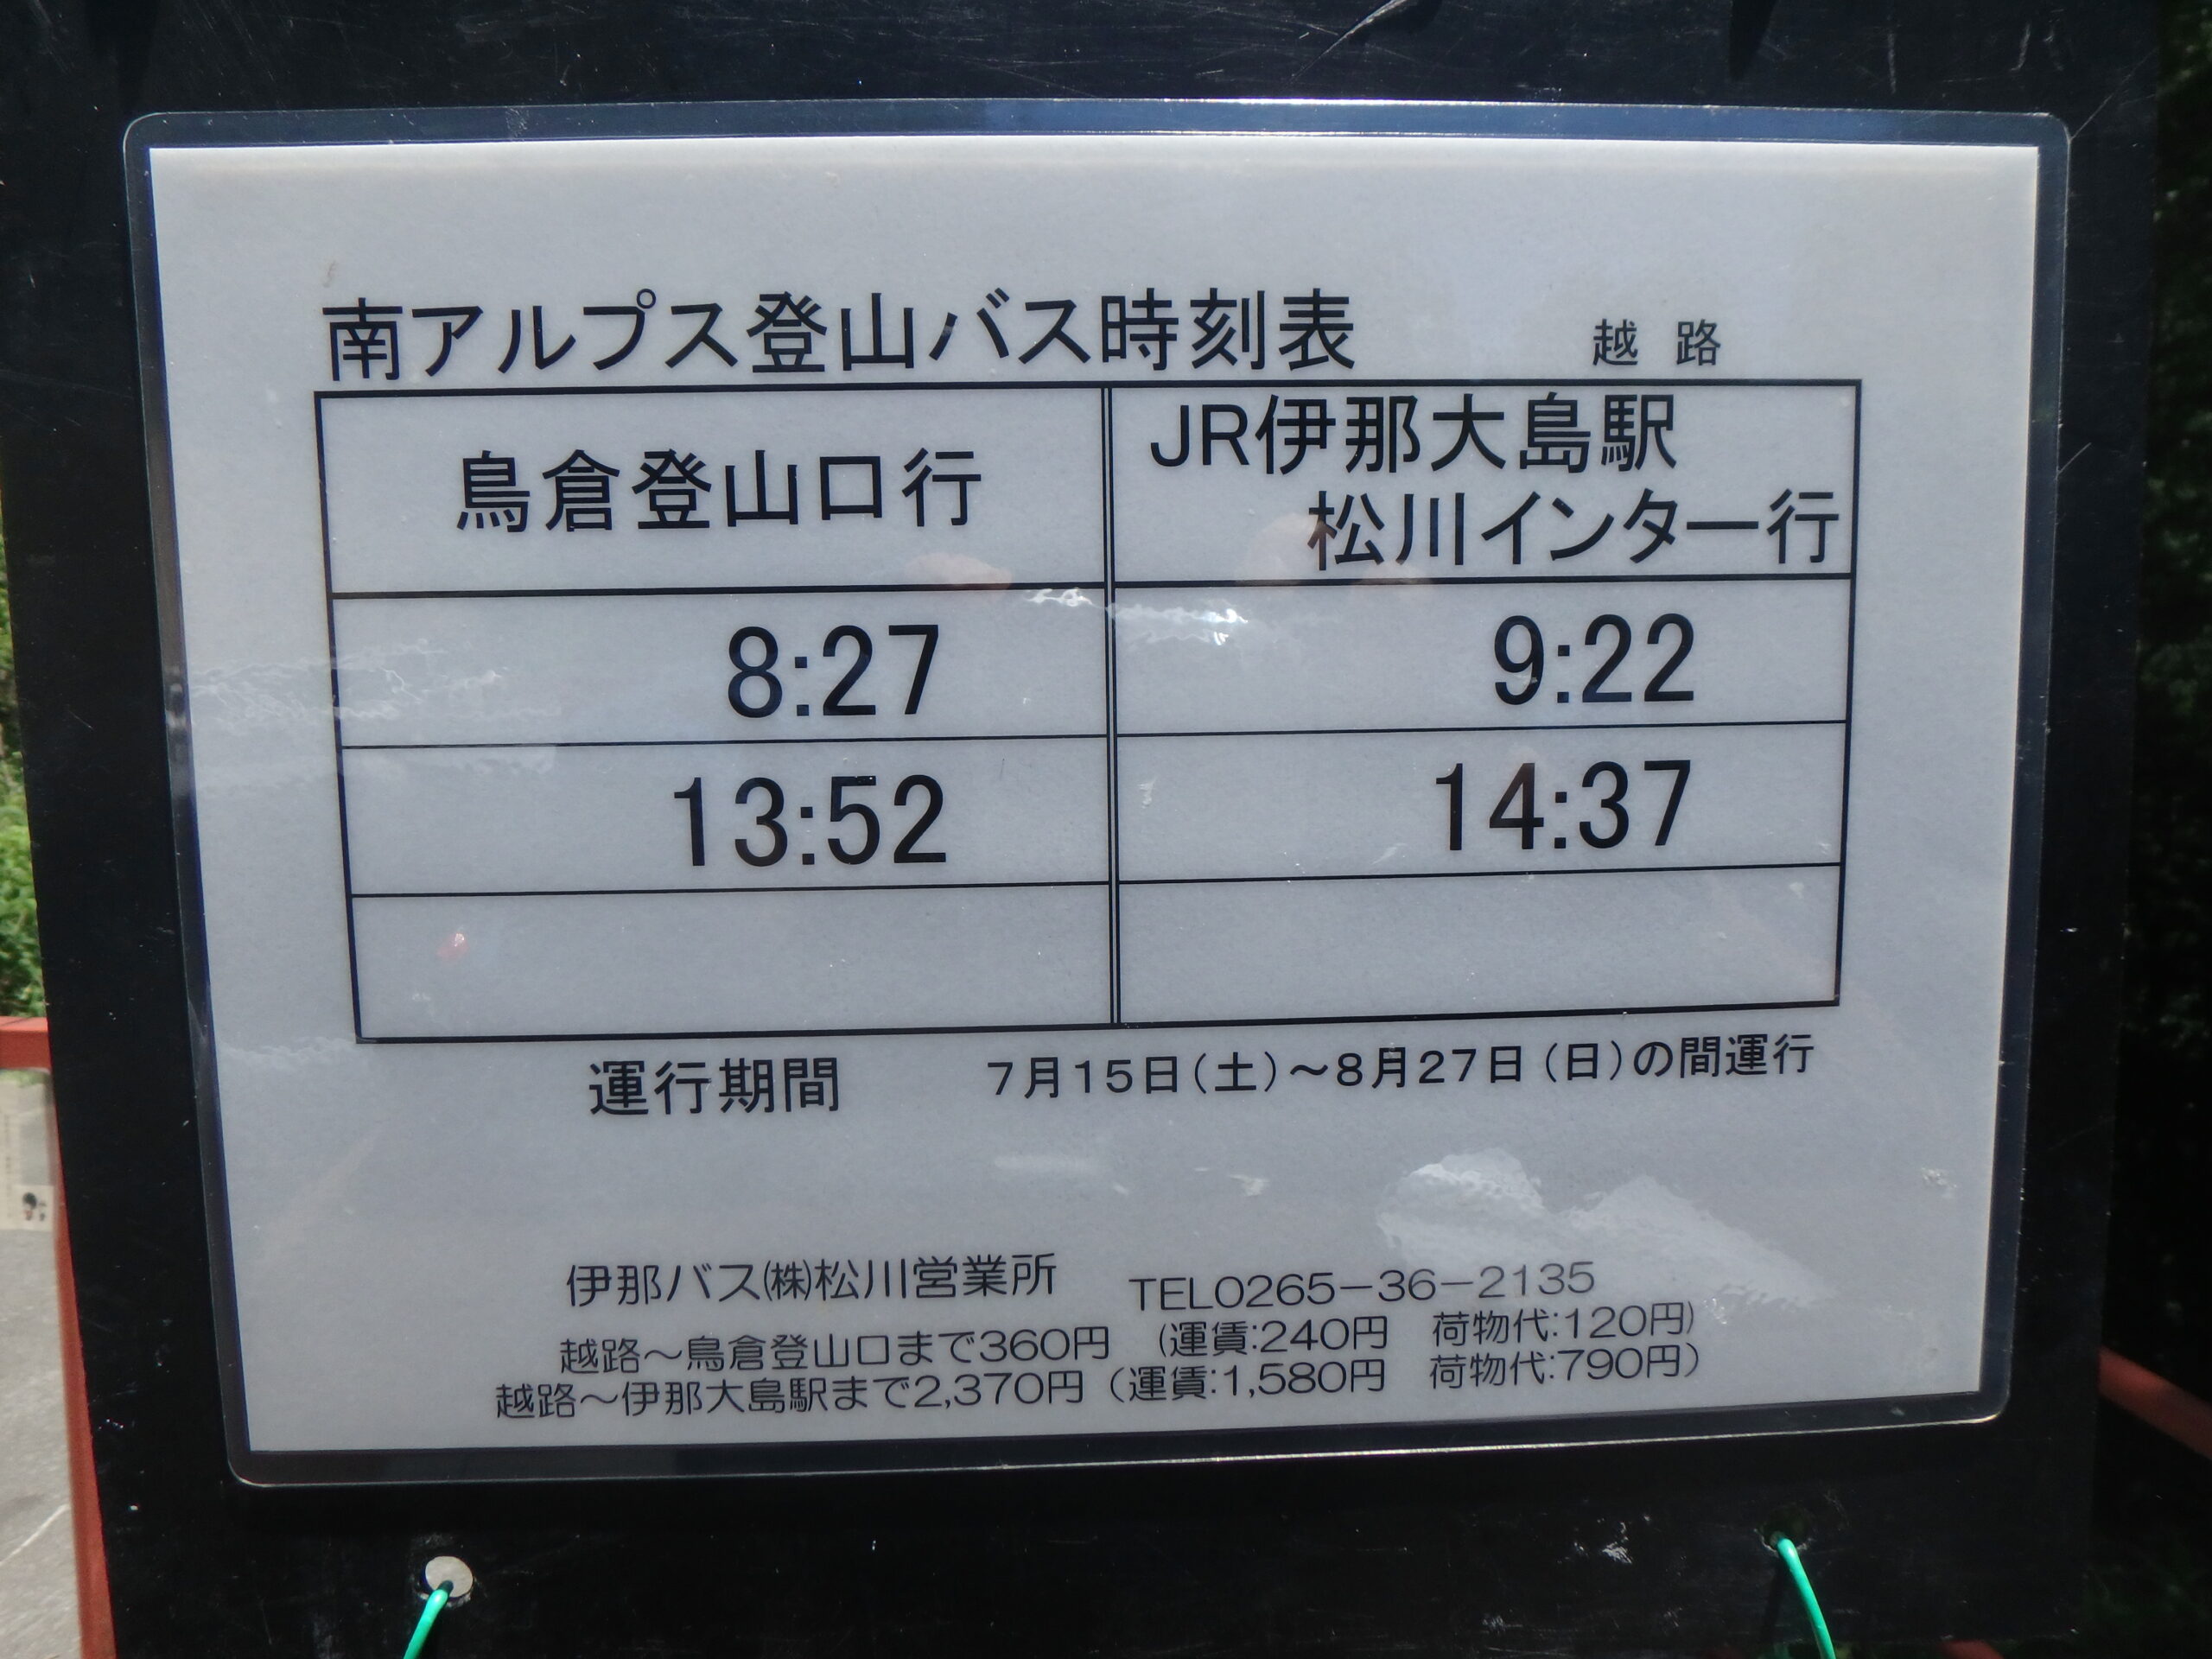 南アルプス登山バス時刻表 越 路
鳥倉登山口行
JR伊那大島駅
松川インター行
8:27 9:22
13:52 14:37
運行期間 7月15日(土)～8月27日(日)の間運行
伊那バス㈱松川営業所 TEL0265−36−2135
越路～鳥倉登山口まで360円 (運賃:240円 荷物代:120円)
越路～伊那大島駅まで2,370円 (運賃:1,580円 荷物代:790円)